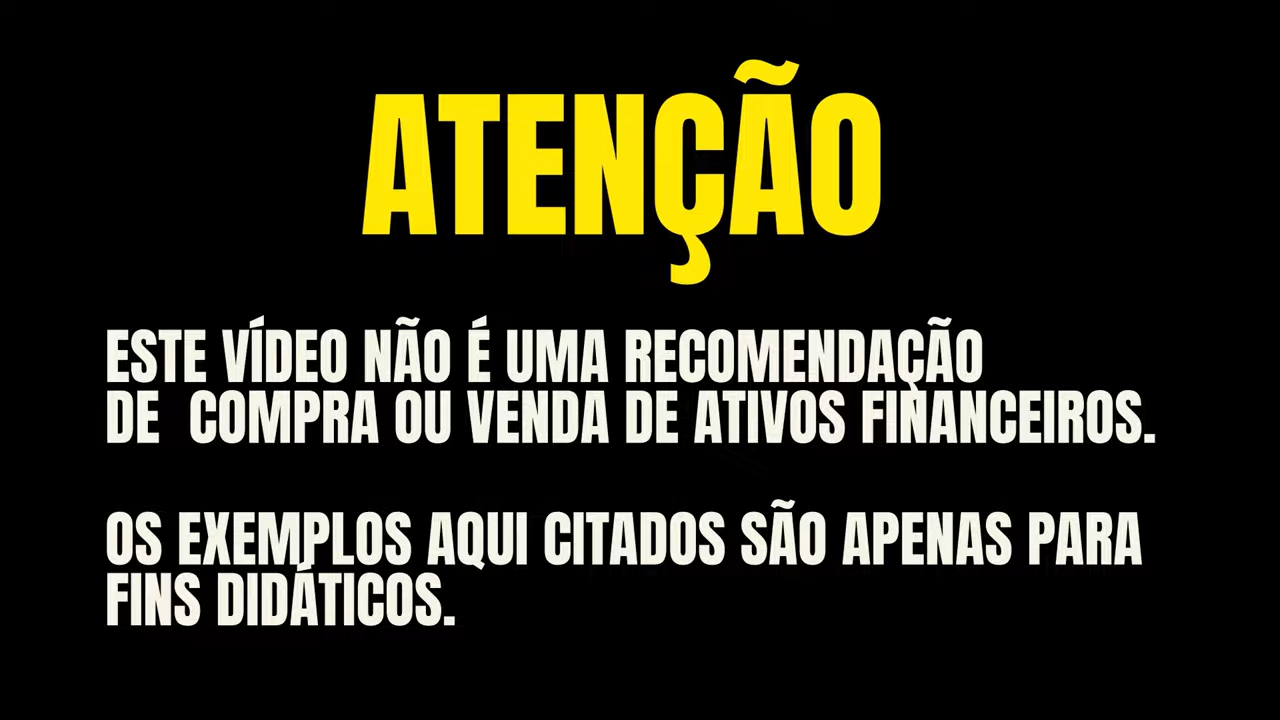 ATENÇÃO
ESTE VÍDEO NÃO É UMA RECOMENDAÇÃO
DE  COMPRA OU VENDA DE ATIVOS FINANCEIROS.
OS EXEMPLOS AQUI CITADOS SÃO APENAS PARA
FINS DIDÁTICOS.